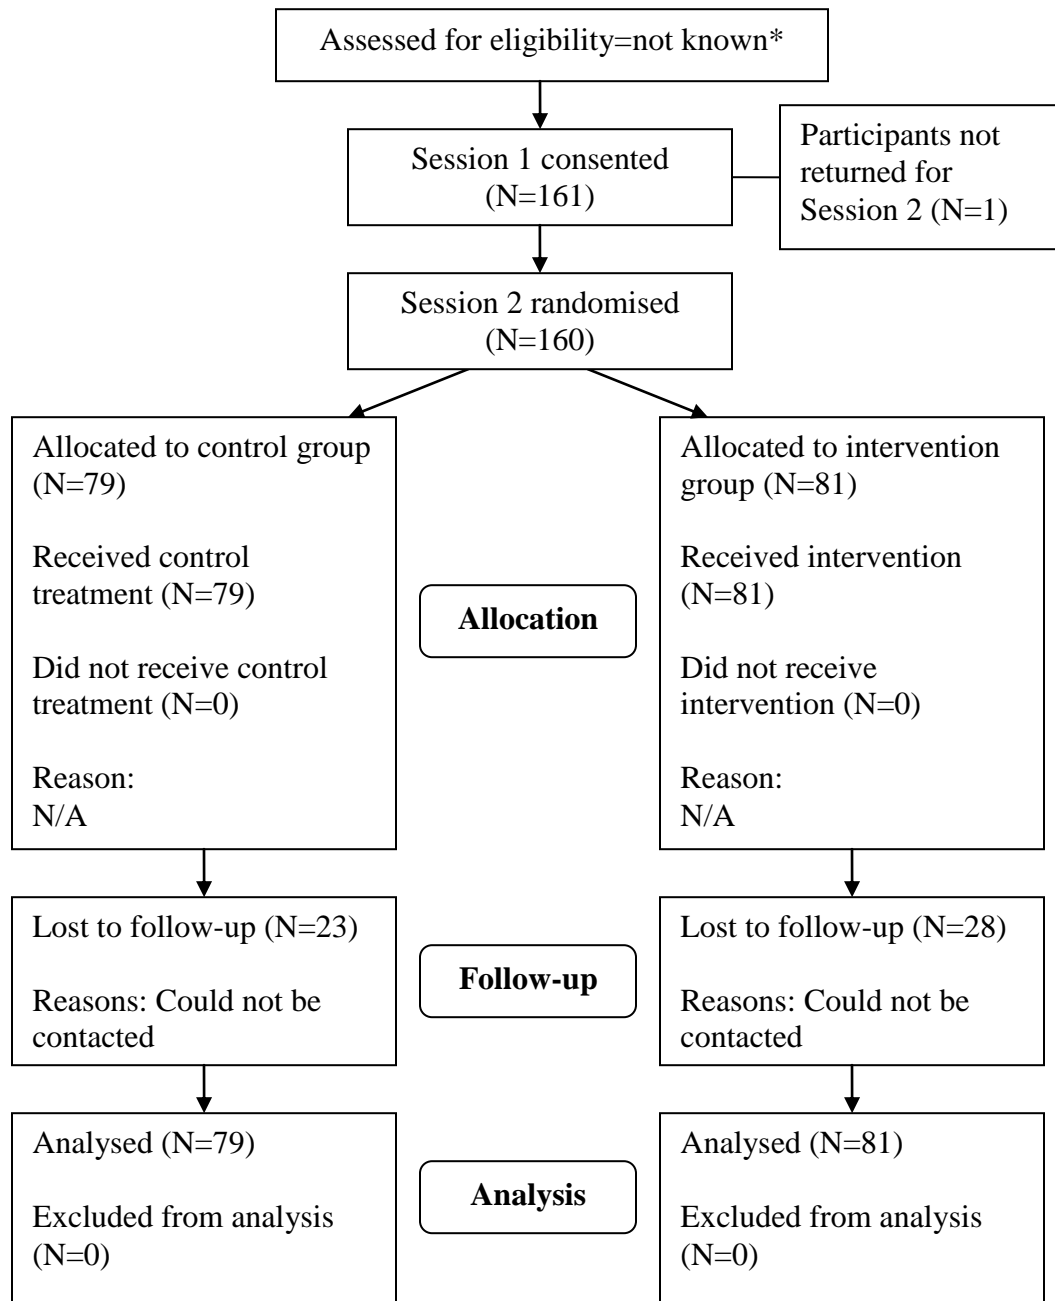 Assessed for eligibility=not known*
Session 1 consented
(N=161)
Participants not
returned for
Session 2 (N=1)
Session 2 randomised
(N=160)
Allocated to control group
(N=79)
Received control
treatment (N=79)
Did not receive control
treatment (N=0)
Reason:
N/A
Allocation
Allocated to intervention
group (N=81)
Received intervention
(N=81)
Did not receive
intervention (N=0)
Reason:
N/A
Lost to follow-up (N=23)
Reasons: Could not be
contacted
Follow-up
Lost to follow-up (N=28)
Reasons: Could not be
contacted
Analysed (N=79)
Excluded from analysis
(N=0)
Analysis
Analysed (N=81)
Excluded from analysis
(N=0)